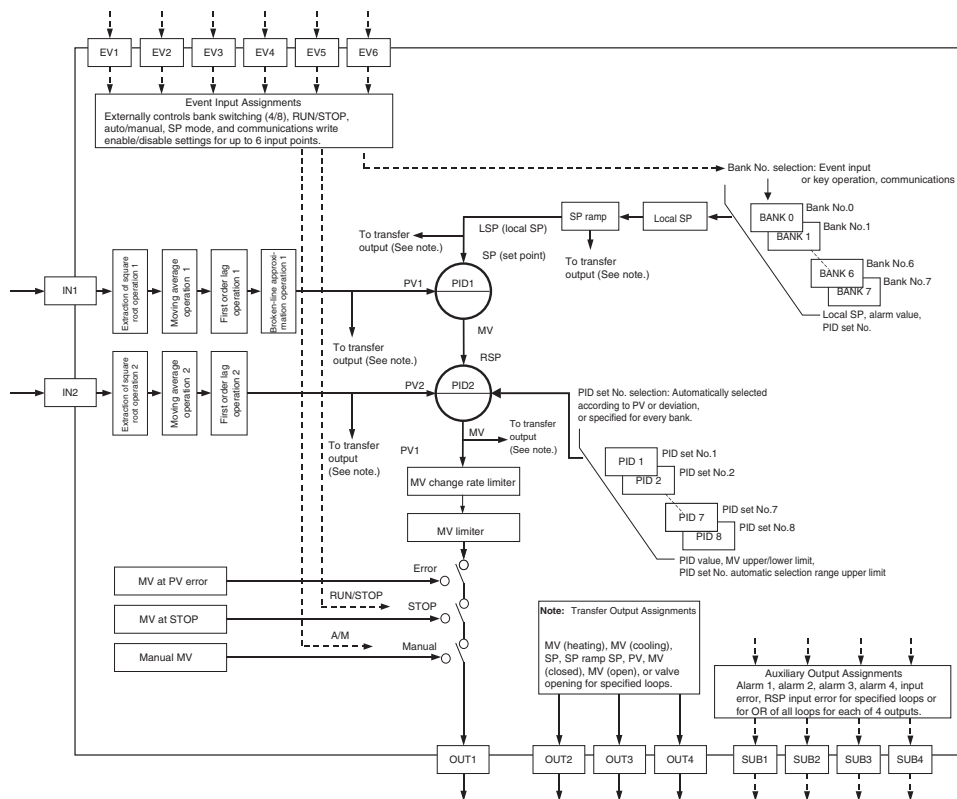 EV1 EV2 EV3 EV4 EV5 EV6
Event Input Assignments
Externally controls bank switching (4/8), RUN/STOP,
auto/manual, SP mode, and communications write
enable/disable settings for up to 6 input points.
Bank No. selection: Event input
or key operation, communications
BANK 0
Bank No.0
BANK 1
Bank No.1
BANK 6
Bank No.6
BANK 7
Bank No.7
Local SP, alarm value,
PID set No.
Local SP
SP ramp
To transfer
output (See note.)
LSP (local SP)
To transfer
output (See note.)
SP (set point)
IN1
Extraction of square
root operation 1
Moving average
operation 1
First order lag
operation 1
Broken-line approxi-
mation operation 1
PV1
PID1
To transfer
output (See note.)
MV
RSP
IN2
Extraction of square
root operation 2
Moving average
operation 2
First order lag
operation 2
PV2
PID2
To transfer
output
(See note.)
PV1
MV
To transfer
output
(See note.)
PID set No. selection: Automatically selected
according to PV or deviation,
or specified for every bank.
PID 1
PID set No.1
PID 2
PID set No.2
PID 7
PID set No.7
PID 8
PID set No.8
PID value, MV upper/lower limit,
PID set No. automatic selection range upper limit
MV change rate limiter
MV limiter
MV at PV error
Error
RUN/STOP
MV at STOP
STOP
A/M
Manual MV
Manual
Note: Transfer Output Assignments
MV (heating), MV (cooling),
SP, SP ramp SP, PV, MV
(closed), MV (open), or valve
opening for specified loops.
Auxiliary Output Assignments
Alarm 1, alarm 2, alarm 3, alarm 4, input
error, RSP input error for specified loops or
for OR of all loops for each of 4 outputs.
OUT1 OUT2 OUT3 OUT4 SUB1 SUB2 SUB3 SUB4